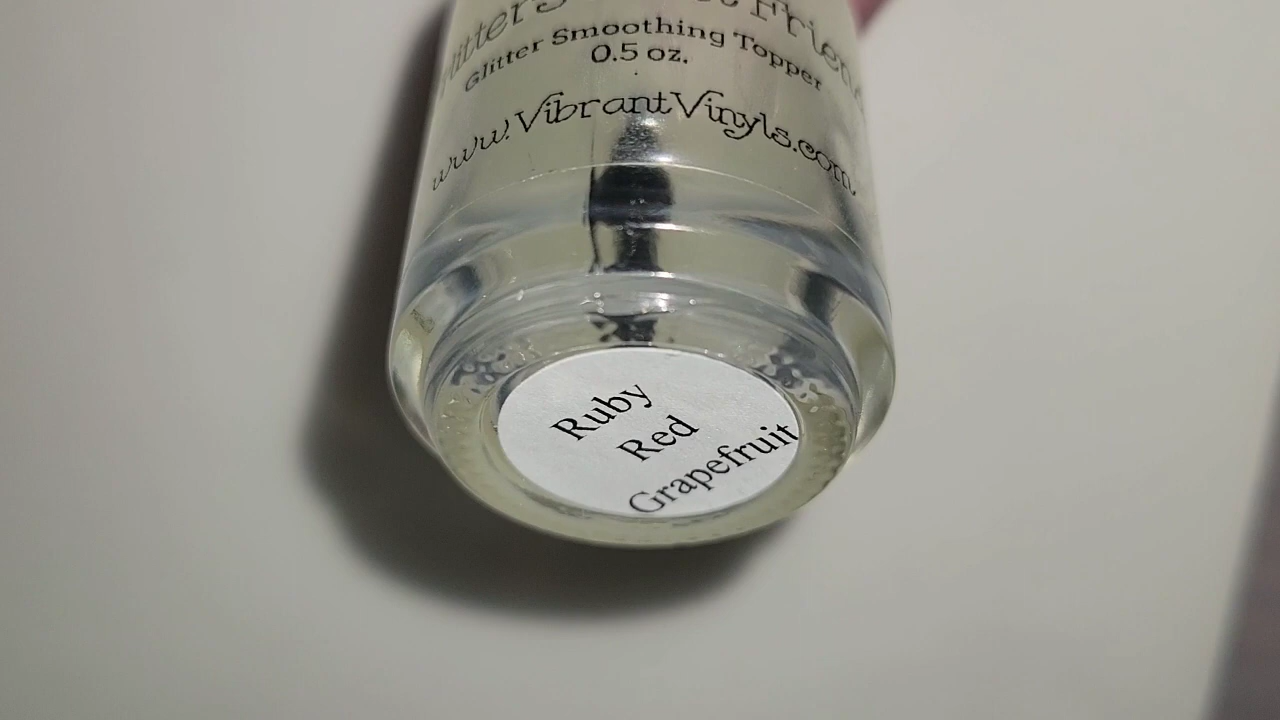 Glitter Smoothing Topper
0.5 oz.
www.VibrantVinyls.com
Ruby
Red
Grapefruit